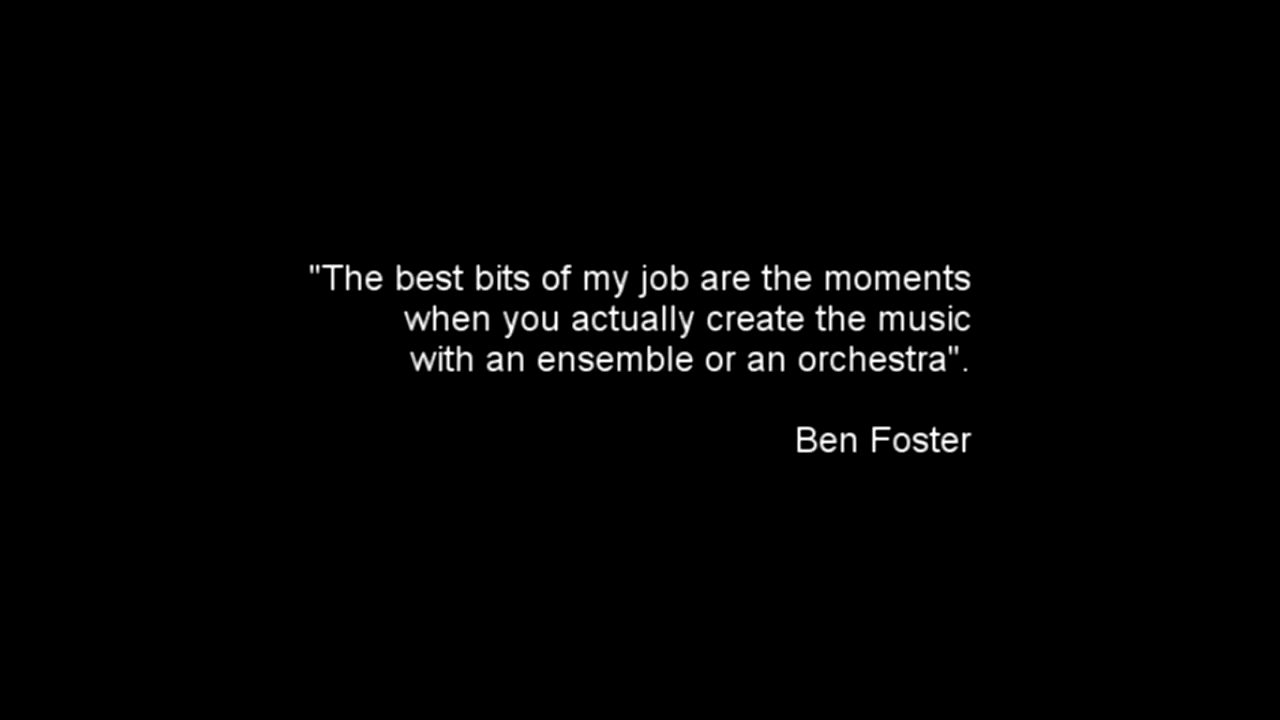 "The best bits of my job are the moments
when you actually create the music
with an ensemble or an orchestra".
Ben Foster